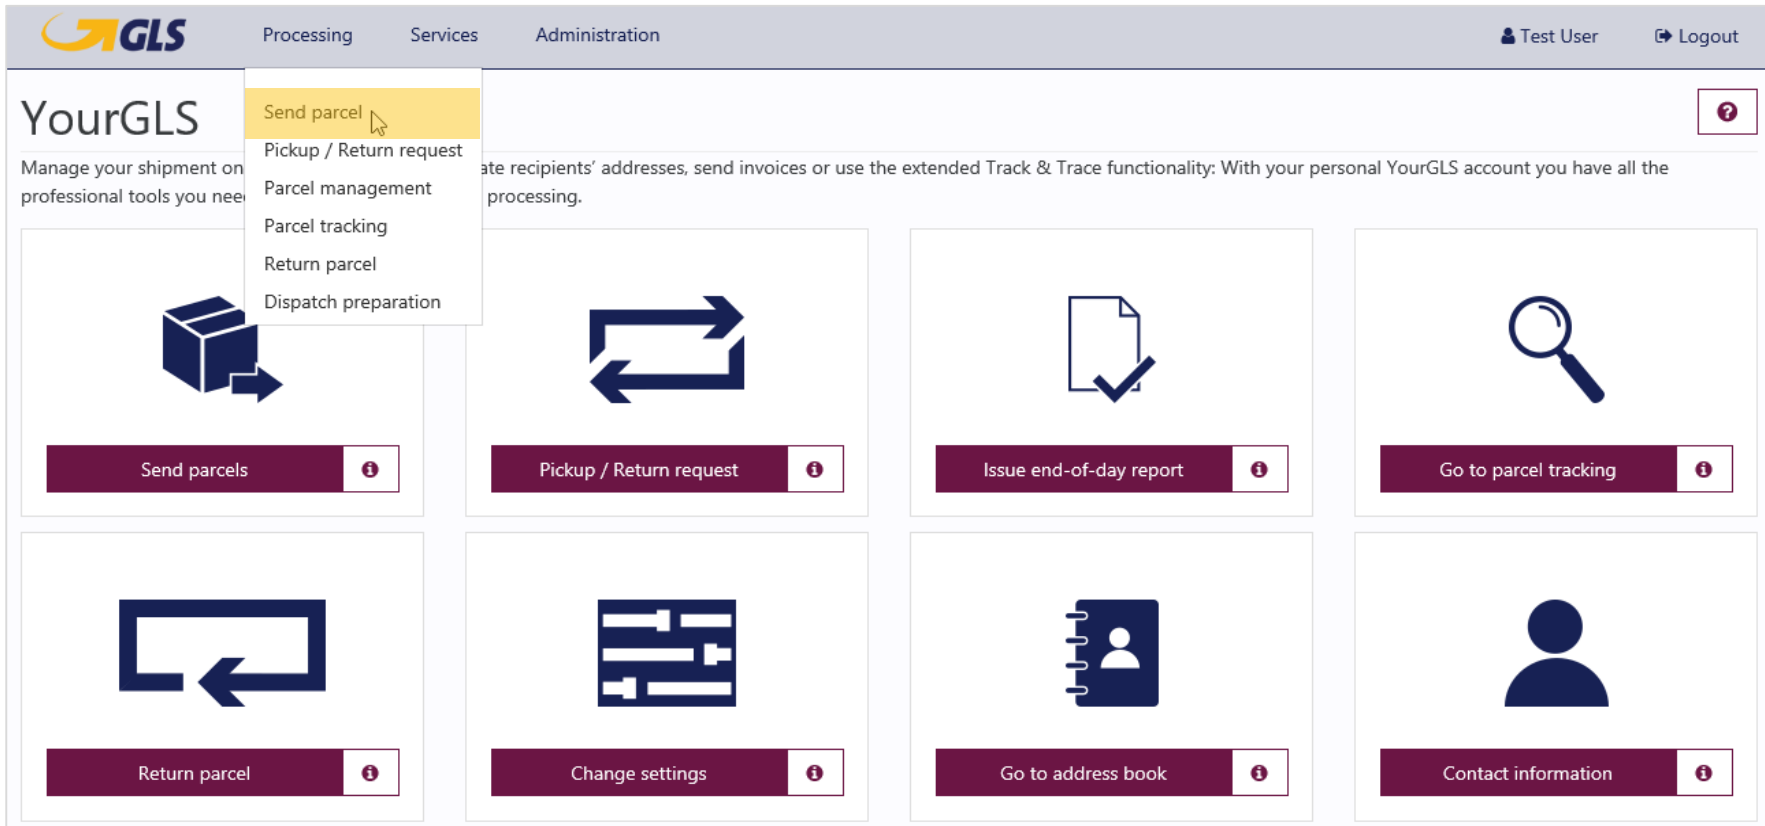 GLS Processing Services Administration Test User Logout
YourGLS
Send parcel
Pickup / Return request
Parcel management
Parcel tracking
Return parcel
Dispatch preparation
Manage your shipment on ate recipients' addresses, send invoices or use the extended Track & Trace functionality: With your personal YourGLS account you have all the
professional tools you nee processing.
Send parcels Pickup / Return request Issue end-of-day report Go to parcel tracking
Return parcel Change settings Go to address book Contact information